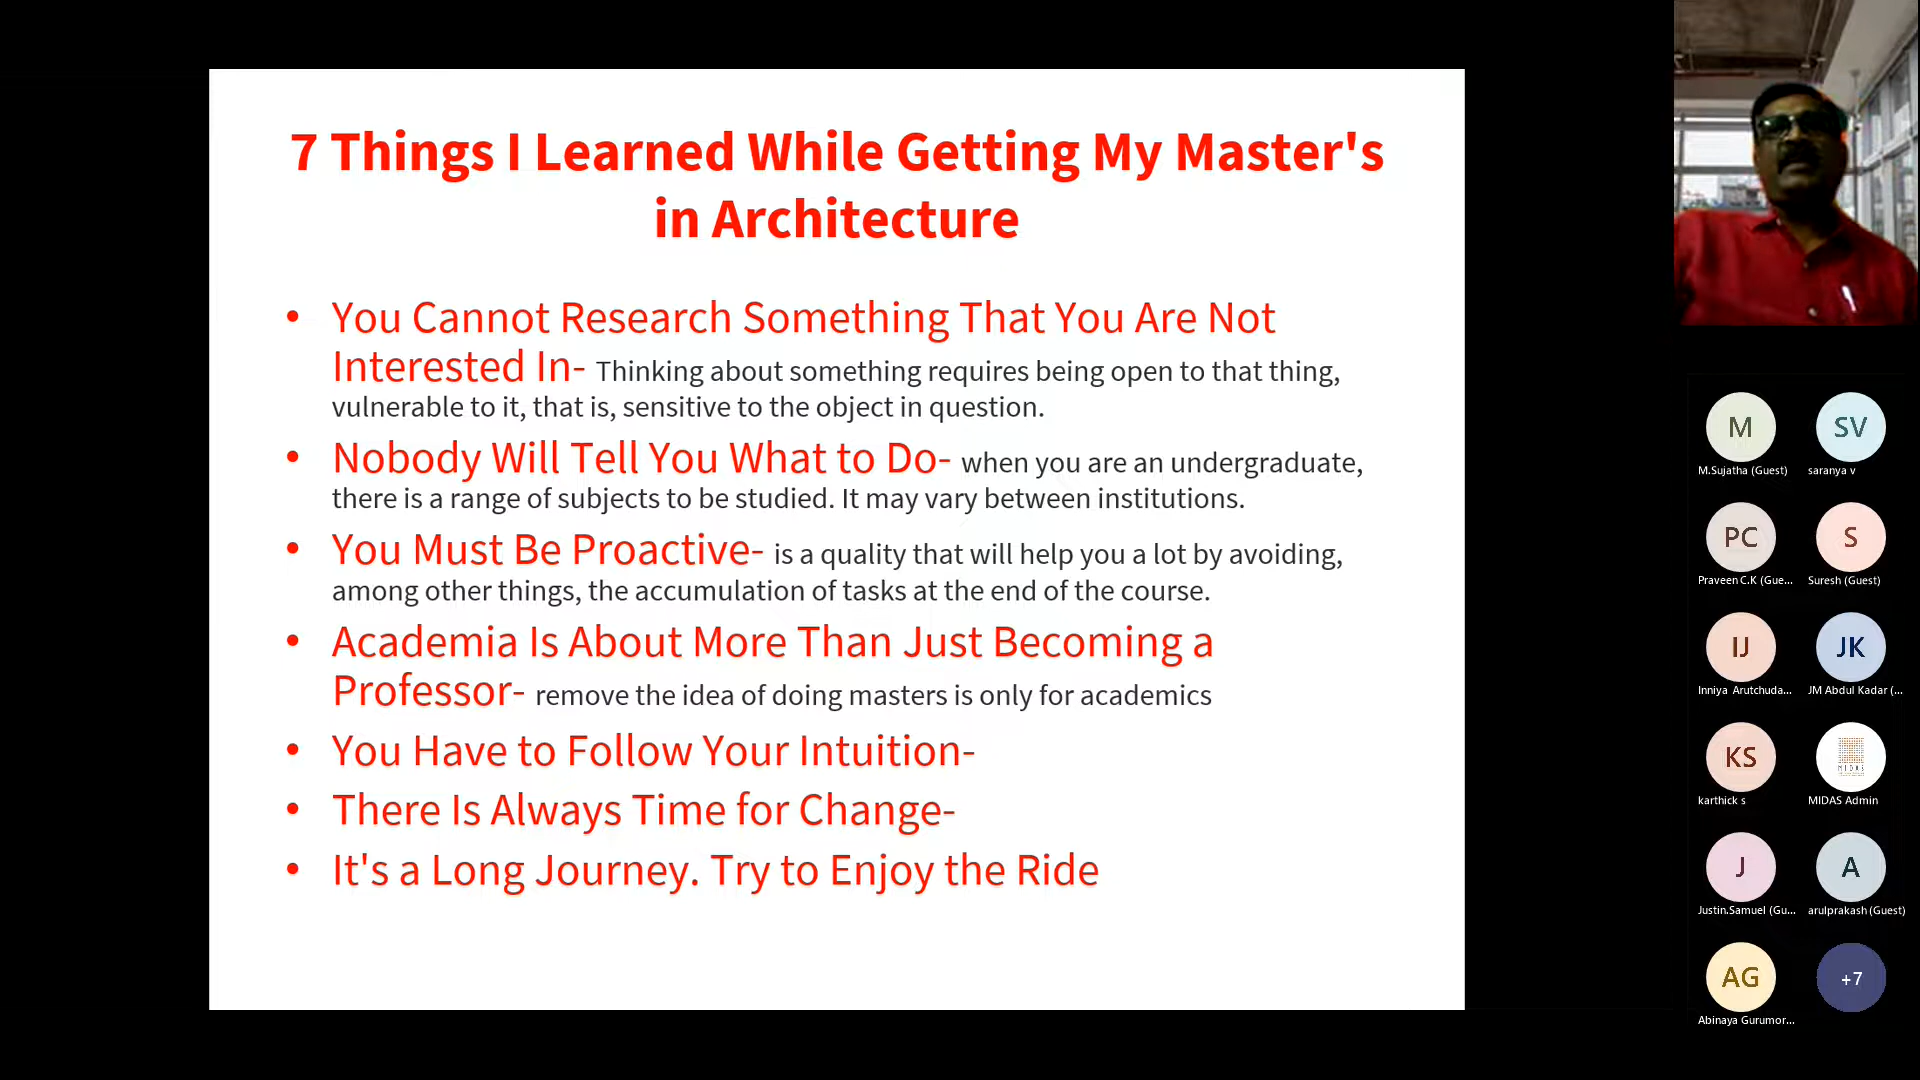 7 Things I Learned While Getting My Master's
in Architecture
• You Cannot Research Something That You Are Not
Interested In- Thinking about something requires being open to that thing,
vulnerable to it, that is, sensitive to the object in question.
• Nobody Will Tell You What to Do- when you are an undergraduate,
there is a range of subjects to be studied. It may vary between institutions.
• You Must Be Proactive- is a quality that will help you a lot by avoiding,
among other things, the accumulation of tasks at the end of the course.
• Academia Is About More Than Just Becoming a
Professor- remove the idea of doing masters is only for academics
• You Have to Follow Your Intuition-
• There Is Always Time for Change-
• It's a Long Journey. Try to Enjoy the Ride
M
M.Sujatha (Guest)
SV
saranya v
PC
Praveen C.K (Gue...
S
Suresh (Guest)
IJ
Inniya Arutchuda...
JK
JM Abdul Kadar (...
KS
karthick s
MIDAS
MIDAS Admin
J
Justin.Samuel (Gu...
A
arulprakash (Guest)
AG
Abinaya Gurumor...
+7